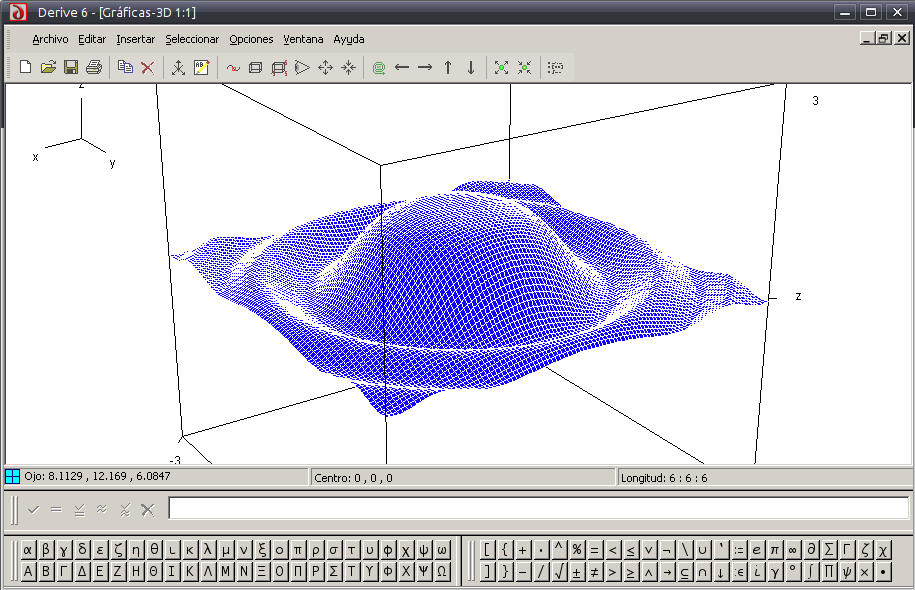 Derive 6 - [Gráficas-3D 1:1]
Archivo Editar Insertar Seleccionar Opciones Ventana Ayuda
z
3
x
y
z
-3
Ojo: 8.1129 , 12.169 , 6.0847
Centro: 0 , 0 , 0
Longitud: 6 : 6 : 6
✓ = ≈
α β γ δ ε ζ η θ ι κ λ μ ν ξ ο π ρ σ τ υ φ χ ψ ω
[ { + · ^ % = < ≤ ∨ ¬ \ ∪ ` := e π ∞ ∂ ∑ Γ ζ χ
Α Β Γ Δ Ε Ζ Η Θ Ι Κ Λ Μ Ν Ξ Ο Π Ρ Σ Τ Υ Φ Χ Ψ Ω
] } − / √ ± ≠ > ≥ ∧ → ⊆ ∩ ↓ :∈ i γ ° ∫ ∏ ψ × •